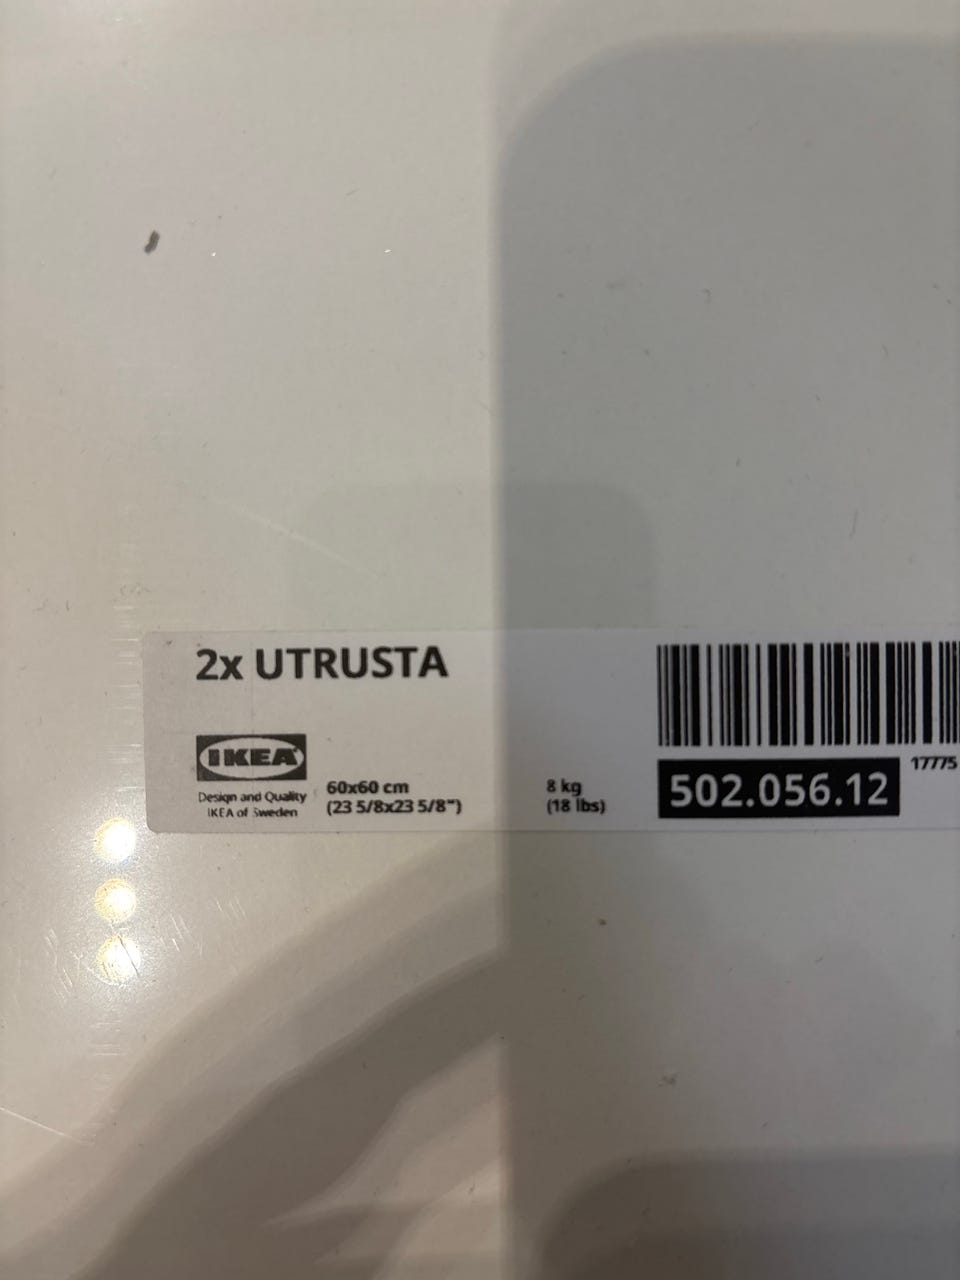 2x UTRUSTA
IKEA
Design and Quality
IKEA of Sweden
60x60 cm
(23 5/8x23 5/8")
8 kg
(18 lbs)
17775
502.056.12